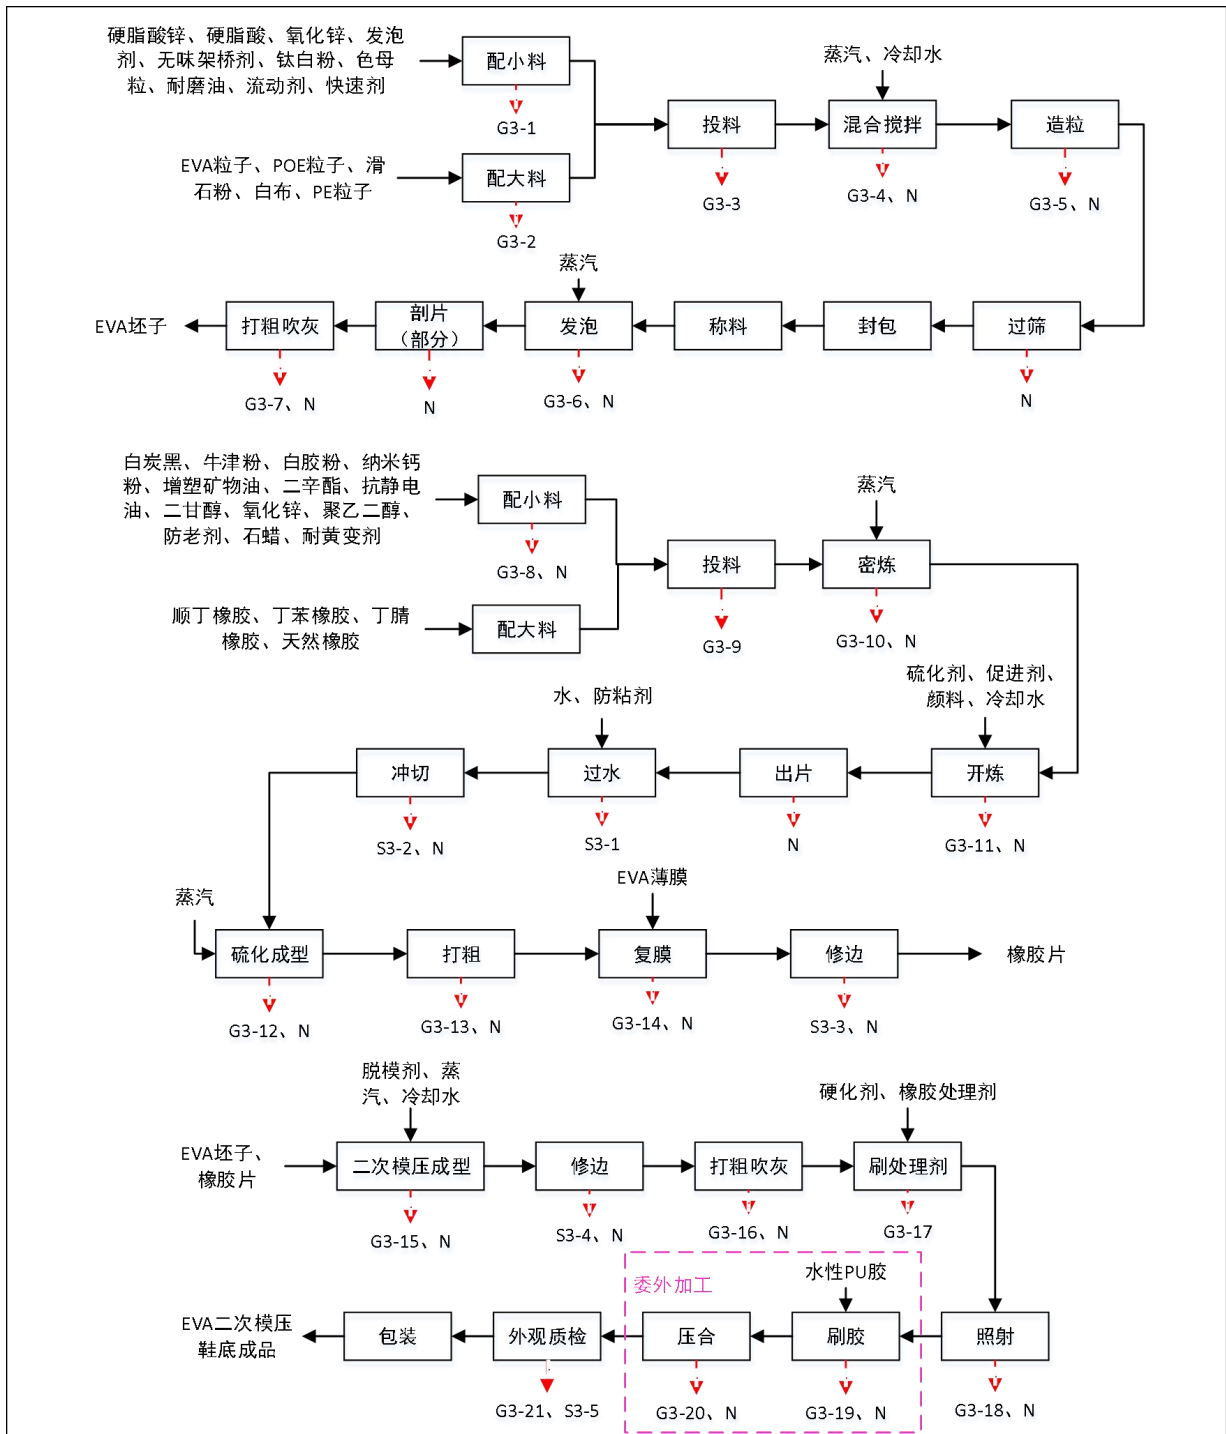 硬脂酸锌、硬脂酸、氧化锌、发泡
剂、无味架桥剂、钛白粉、色母
粒、耐磨油、流动剂、快速剂
配小料
G3-1
EVA粒子、POE粒子、滑
石粉、白布、PE粒子
配大料
G3-2
投料
G3-3
蒸汽、冷却水
混合搅拌
G3-4、N
造粒
G3-5、N
过筛
N
封包
称料
蒸汽
发泡
G3-6、N
剖片
（部分）
N
打粗吹灰
G3-7、N
EVA坯子
白炭黑、牛津粉、白胶粉、纳米钙
粉、增塑矿物油、二辛酯、抗静电
油、二甘醇、氧化锌、聚乙二醇、
防老剂、石蜡、耐黄变剂
配小料
G3-8、N
顺丁橡胶、丁苯橡胶、丁腈
橡胶、天然橡胶
配大料
投料
G3-9
蒸汽
密炼
G3-10、N
硫化剂、促进剂、
颜料、冷却水
开炼
G3-11、N
出片
N
水、防粘剂
过水
S3-1
冲切
S3-2、N
蒸汽
硫化成型
G3-12、N
打粗
G3-13、N
EVA薄膜
复膜
G3-14、N
修边
S3-3、N
橡胶片
EVA坯子、
橡胶片
脱模剂、蒸
汽、冷却水
二次模压成型
G3-15、N
修边
S3-4、N
打粗吹灰
G3-16、N
硬化剂、橡胶处理剂
刷处理剂
G3-17
照射
G3-18、N
委外加工
水性PU胶
刷胶
G3-19、N
压合
G3-20、N
外观质检
G3-21、S3-5
包装
EVA二次模压
鞋底成品